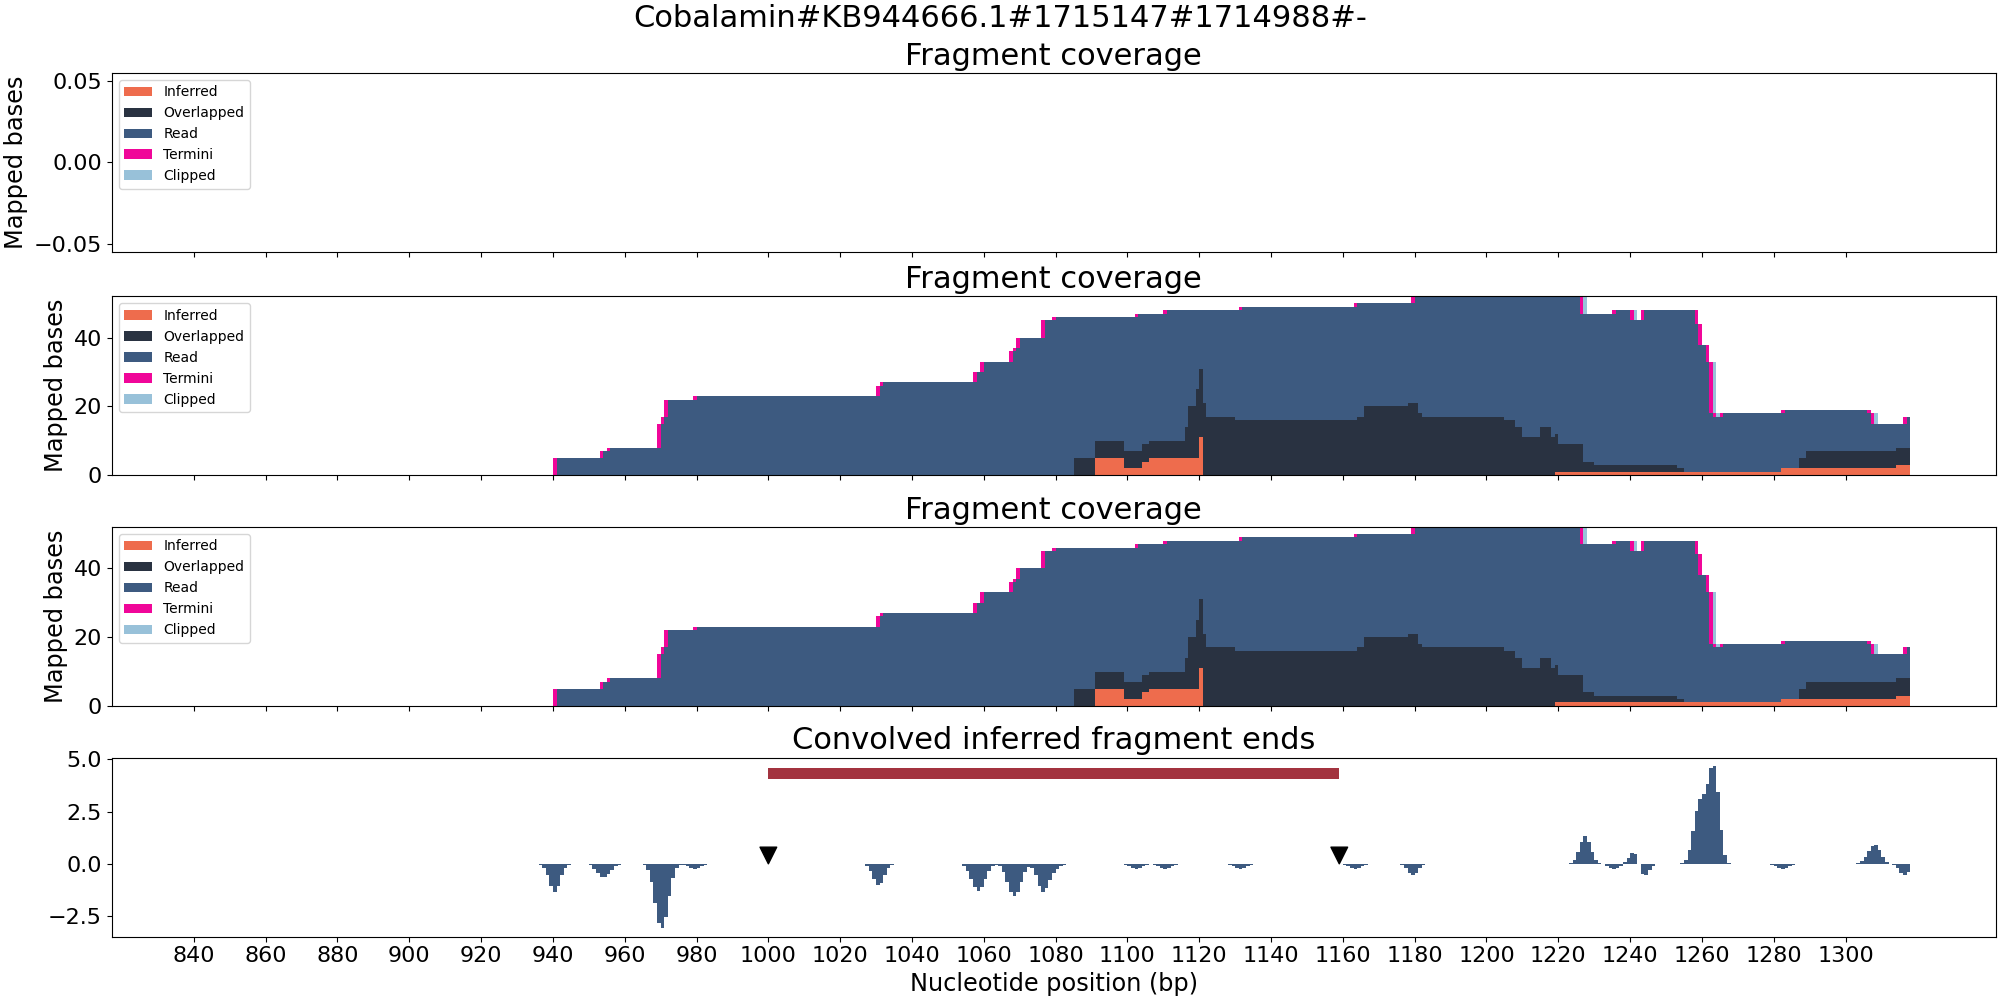 Cobalamin#KB944666.1#1715147#1714988#-
Fragment coverage
Mapped bases
0.05
0.00
−0.05
Inferred
Overlapped
Read
Termini
Clipped
Fragment coverage
Mapped bases
40
20
0
Inferred
Overlapped
Read
Termini
Clipped
Fragment coverage
Mapped bases
40
20
0
Inferred
Overlapped
Read
Termini
Clipped
Convolved inferred fragment ends
5.0
2.5
0.0
−2.5
840 860 880 900 920 940 960 980 1000 1020 1040 1060 1080 1100 1120 1140 1160 1180 1200 1220 1240 1260 1280 1300
Nucleotide position (bp)